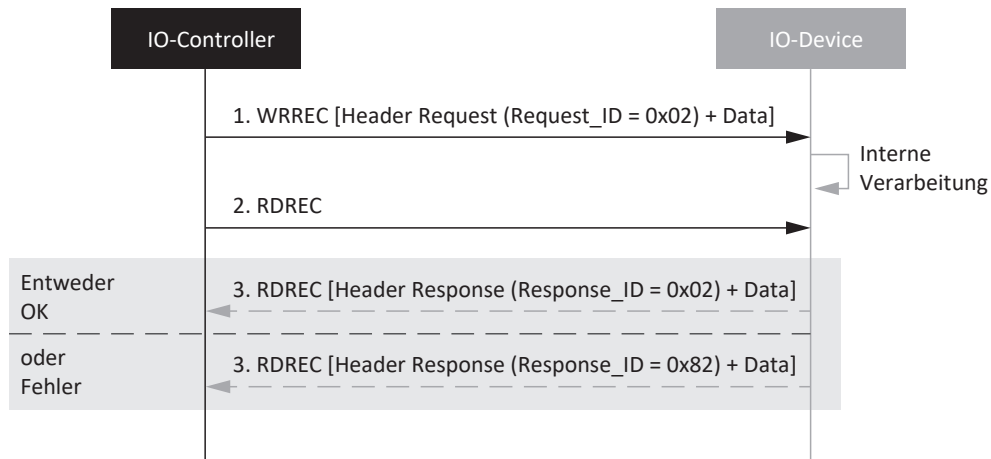 IO-Controller
IO-Device
1. WRREC [Header Request (Request_ID = 0x02) + Data]
Interne
Verarbeitung
2. RDREC
Entweder
OK
3. RDREC [Header Response (Response_ID = 0x02) + Data]
oder
Fehler
3. RDREC [Header Response (Response_ID = 0x82) + Data]